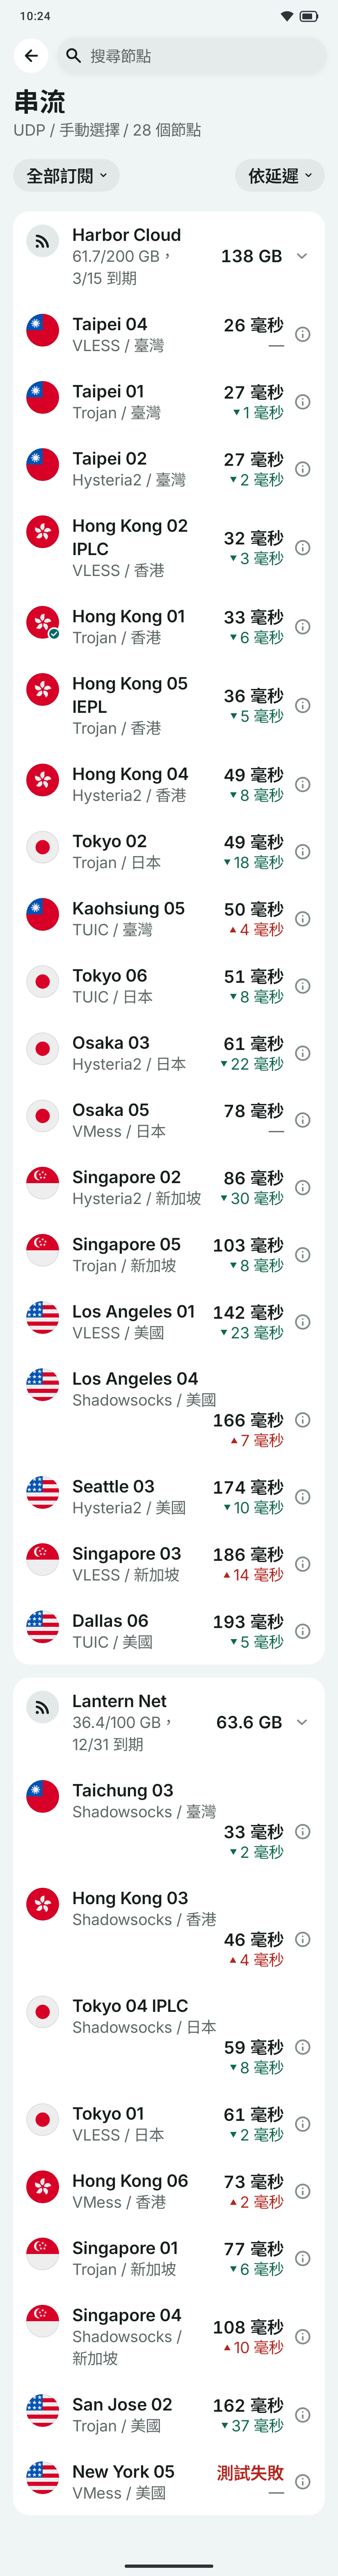 10:24
搜尋節點
串流
UDP / 手動選擇 / 28 個節點
全部訂閱
依延遲
Harbor Cloud
61.7/200 GB，
3/15 到期
138 GB
Taipei 04
VLESS / 臺灣
26 毫秒
—
Taipei 01
Trojan / 臺灣
27 毫秒
▼1 毫秒
Taipei 02
Hysteria2 / 臺灣
27 毫秒
▼2 毫秒
Hong Kong 02
IPLC
VLESS / 香港
32 毫秒
▼3 毫秒
Hong Kong 01
Trojan / 香港
33 毫秒
▼6 毫秒
Hong Kong 05
IEPL
Trojan / 香港
36 毫秒
▼5 毫秒
Hong Kong 04
Hysteria2 / 香港
49 毫秒
▼8 毫秒
Tokyo 02
Trojan / 日本
49 毫秒
▼18 毫秒
Kaohsiung 05
TUIC / 臺灣
50 毫秒
▲4 毫秒
Tokyo 06
TUIC / 日本
51 毫秒
▼8 毫秒
Osaka 03
Hysteria2 / 日本
61 毫秒
▼22 毫秒
Osaka 05
VMess / 日本
78 毫秒
—
Singapore 02
Hysteria2 / 新加坡
86 毫秒
▼30 毫秒
Singapore 05
Trojan / 新加坡
103 毫秒
▼8 毫秒
Los Angeles 01
VLESS / 美國
142 毫秒
▼23 毫秒
Los Angeles 04
Shadowsocks / 美國
166 毫秒
▲7 毫秒
Seattle 03
Hysteria2 / 美國
174 毫秒
▼10 毫秒
Singapore 03
VLESS / 新加坡
186 毫秒
▲14 毫秒
Dallas 06
TUIC / 美國
193 毫秒
▼5 毫秒
Lantern Net
36.4/100 GB，
12/31 到期
63.6 GB
Taichung 03
Shadowsocks / 臺灣
33 毫秒
▼2 毫秒
Hong Kong 03
Shadowsocks / 香港
46 毫秒
▲4 毫秒
Tokyo 04 IPLC
Shadowsocks / 日本
59 毫秒
▼8 毫秒
Tokyo 01
VLESS / 日本
61 毫秒
▼2 毫秒
Hong Kong 06
VMess / 香港
73 毫秒
▲2 毫秒
Singapore 01
Trojan / 新加坡
77 毫秒
▼6 毫秒
Singapore 04
Shadowsocks /
新加坡
108 毫秒
▲10 毫秒
San Jose 02
Trojan / 美國
162 毫秒
▼37 毫秒
New York 05
VMess / 美國
測試失敗
—